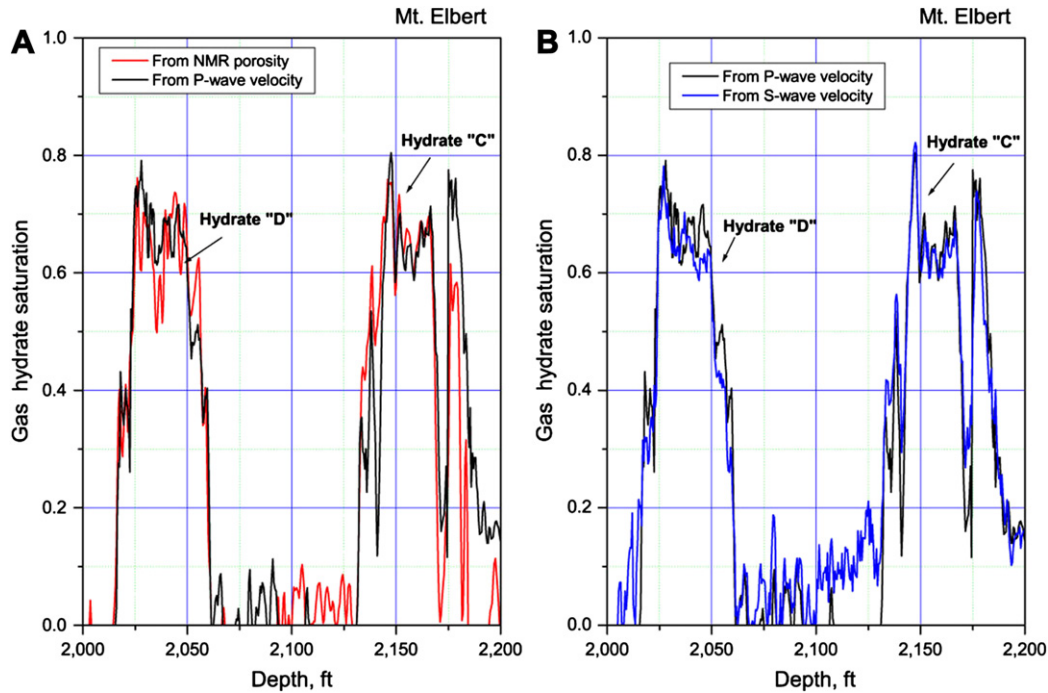 Mt. Elbert
A
From NMR porosity
From P-wave velocity
Hydrate "C"
Hydrate "D"
1.0
0.8
0.6
0.4
0.2
0.0
Gas hydrate saturation
2,000
2,050
2,100
2,150
2,200
Depth, ft
Mt. Elbert
B
From P-wave velocity
From S-wave velocity
Hydrate "C"
Hydrate "D"
1.0
0.8
0.6
0.4
0.2
0.0
Gas hydrate saturation
2,000
2,050
2,100
2,150
2,200
Depth, ft